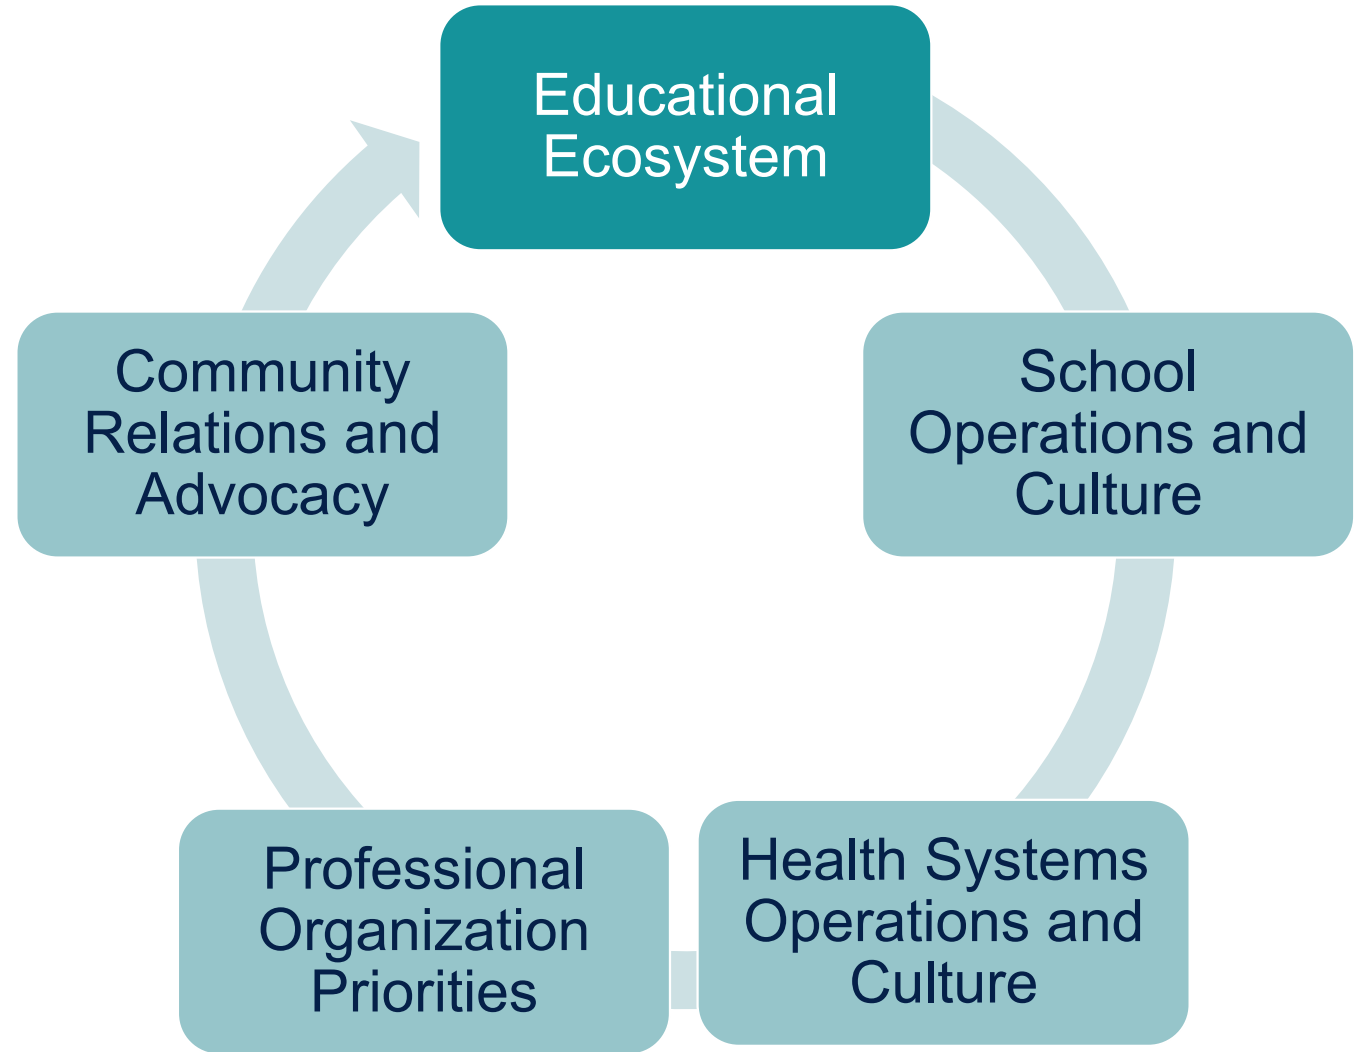 Educational
Ecosystem
School
Operations and
Culture
Health Systems
Operations and
Culture
Professional
Organization
Priorities
Community
Relations and
Advocacy